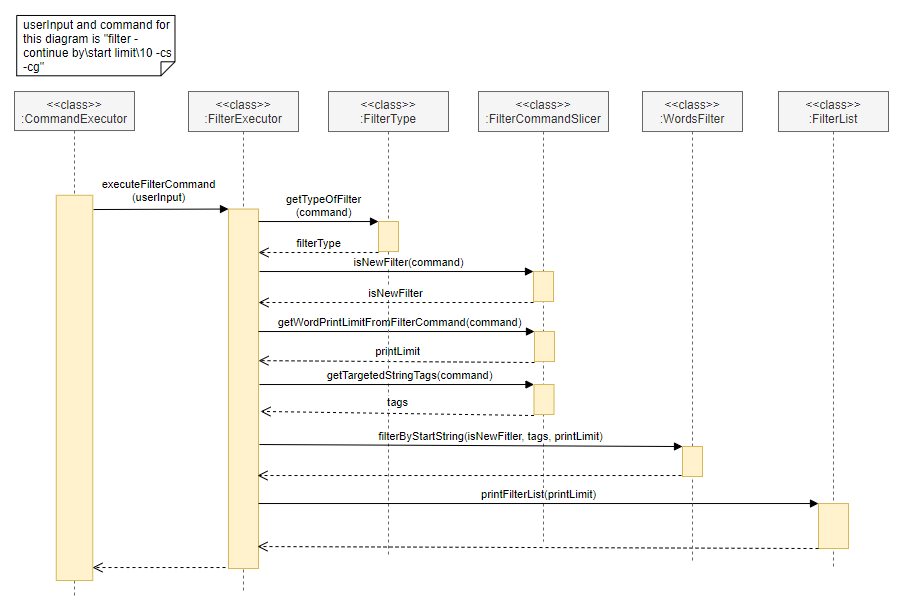 userInput and command for
this diagram is "filter -
continue by\start limit\10 -cs
-cg"
<<class>>
:CommandExecutor
<<class>>
:FilterExecutor
<<class>>
:FilterType
<<class>>
:FilterCommandSlicer
<<class>>
:WordsFilter
<<class>>
:FilterList
executeFilterCommand
(userInput)
getTypeOfFilter
(command)
filterType
isNewFilter(command)
isNewFilter
getWordPrintLimitFromFilterCommand(command)
printLimit
getTargetedStringTags(command)
tags
filterByStartString(isNewFitler, tags, printLimit)
printFilterList(printLimit)